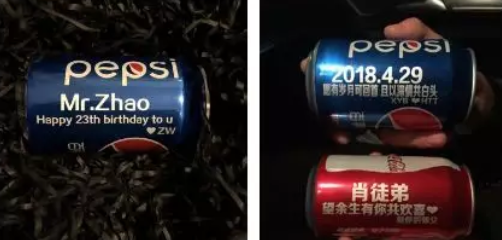 pepsi
Mr.Zhao
Happy 23th birthday to u
♥ZW
pepsi
2018.4.29
愿有岁月可回首 且以深情共白头
XYB♥HTT
肖徒弟
望余生有你共欢喜♥